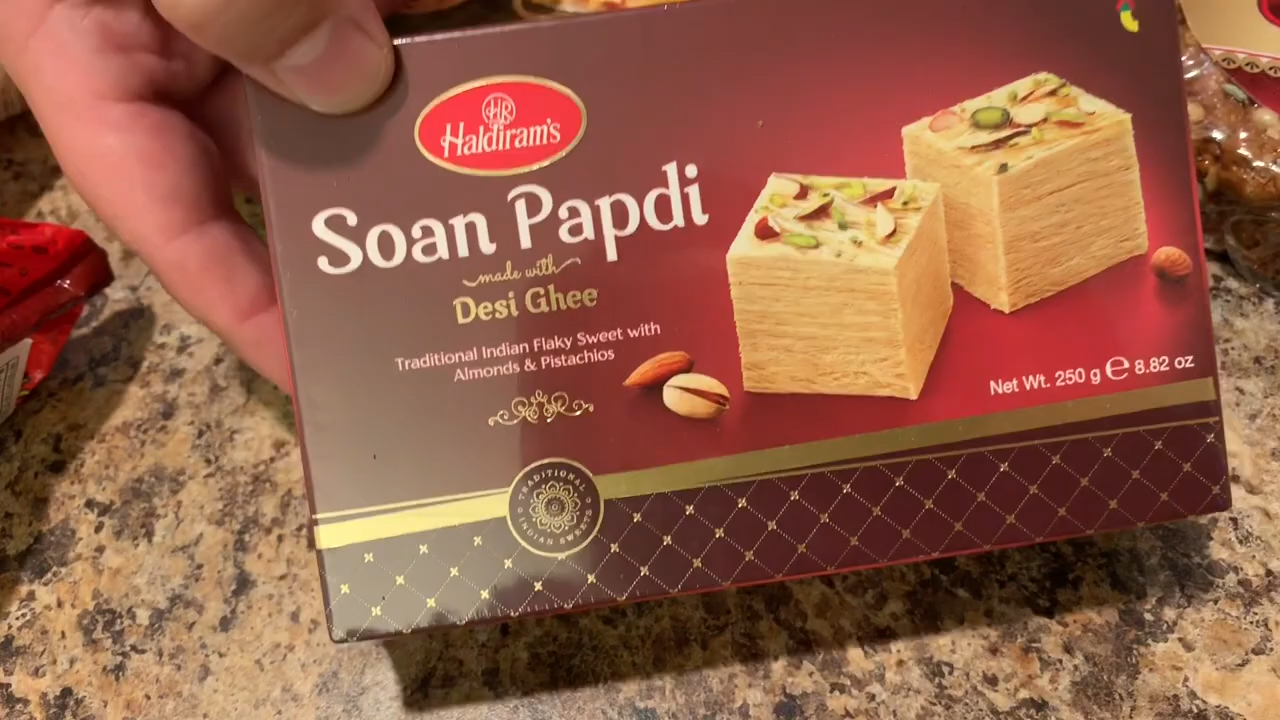 HR
Haldiram's
Soan Papdi
made with
Desi Ghee
Traditional Indian Flaky Sweet with
Almonds & Pistachios
Net Wt. 250 g ℮ 8.82 oz
TRADITIONAL
INDIAN SWEETS